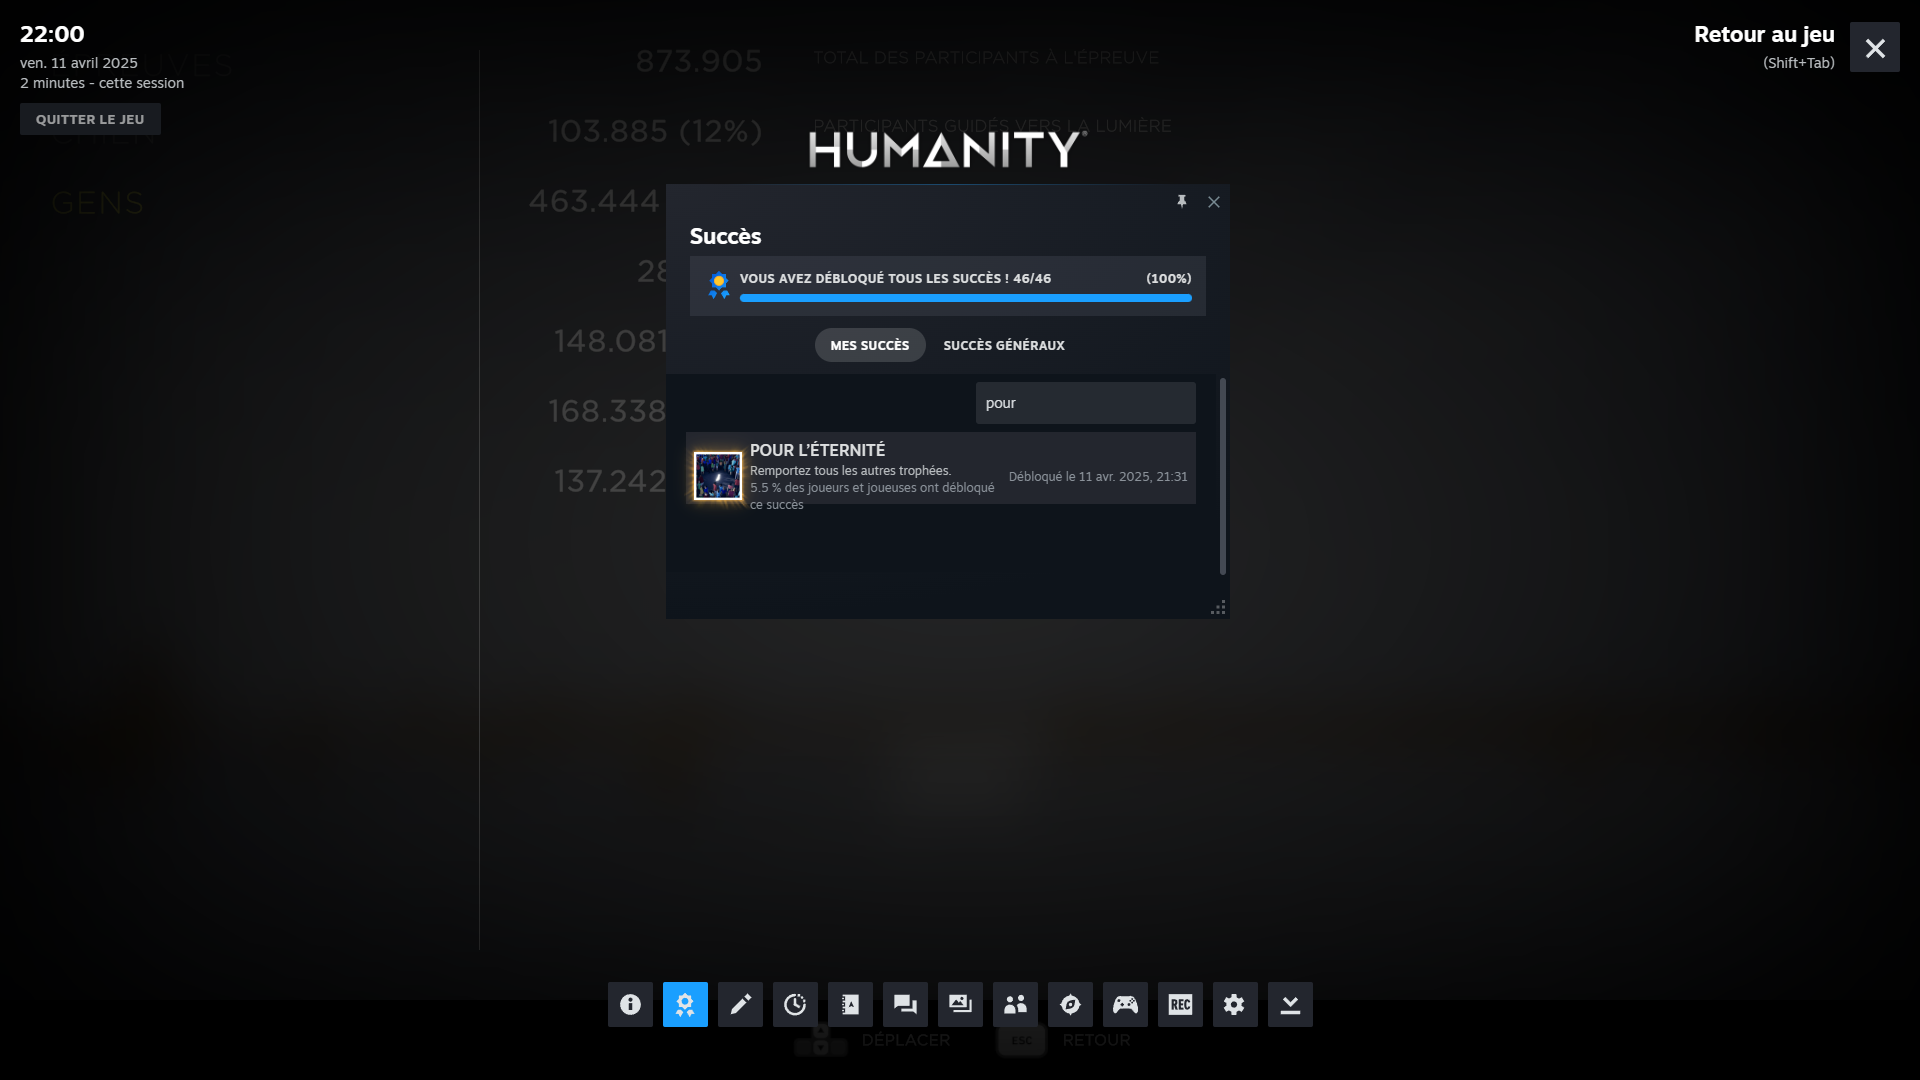 22:00
ven. 11 avril 2025
2 minutes - cette session
QUITTER LE JEU
GENS
Retour au jeu
(Shift+Tab)
873.905 TOTAL DES PARTICIPANTS À L'ÉPREUVE
103.885 (12%) PARTICIPANTS GUIDÉS VERS LA LUMIÈRE
HUMANITY
463.444
28
148.081
168.338
137.242
Succès
VOUS AVEZ DÉBLOQUÉ TOUS LES SUCCÈS ! 46/46 (100%)
MES SUCCÈS SUCCÈS GÉNÉRAUX
pour
POUR L'ÉTERNITÉ
Remportez tous les autres trophées.
5.5 % des joueurs et joueuses ont débloqué
ce succès
Débloqué le 11 avr. 2025, 21:31
REC
DÉPLACER
ESC
RETOUR